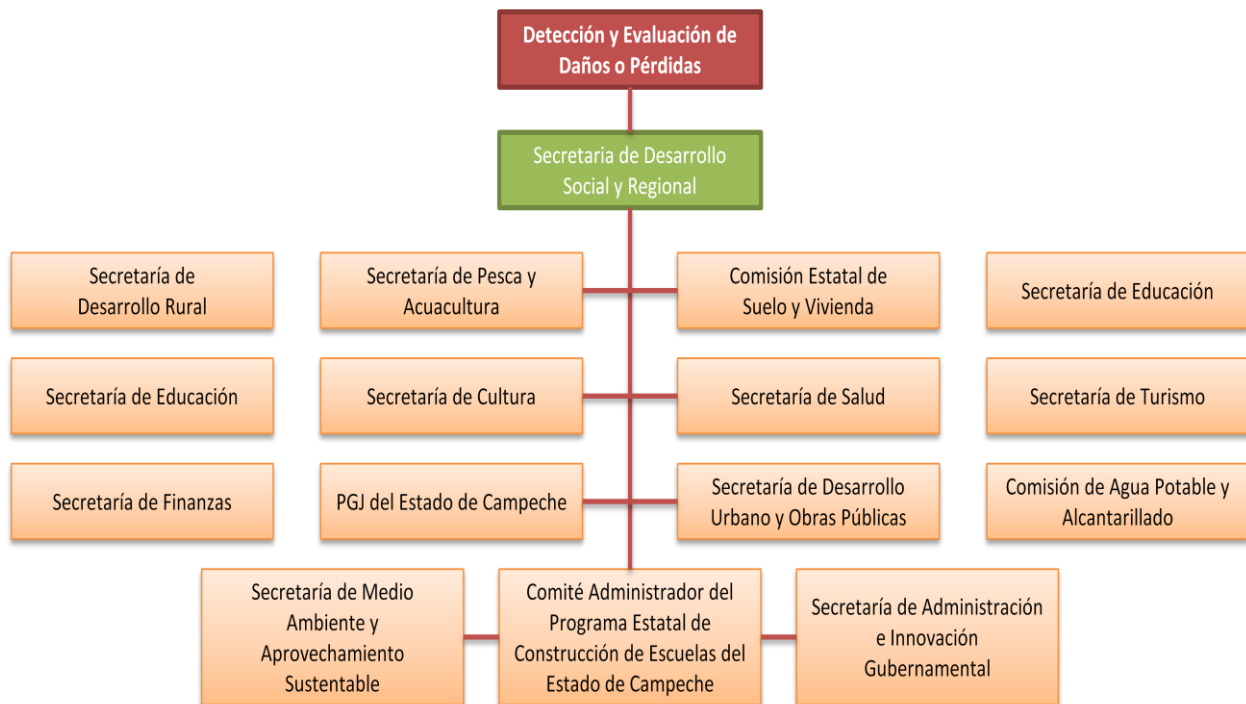 Detección y Evaluación de
Daños o Pérdidas
Secretaria de Desarrollo
Social y Regional
Secretaría de
Desarrollo Rural
Secretaría de Pesca y
Acuacultura
Comisión Estatal de
Suelo y Vivienda
Secretaría de Educación
Secretaría de Educación
Secretaría de Cultura
Secretaría de Salud
Secretaría de Turismo
Secretaría de Finanzas
PGJ del Estado de Campeche
Secretaría de Desarrollo
Urbano y Obras Públicas
Comisión de Agua Potable y
Alcantarillado
Secretaría de Medio
Ambiente y
Aprovechamiento
Sustentable
Comité Administrador del
Programa Estatal de
Construcción de Escuelas del
Estado de Campeche
Secretaría de Administración
e Innovación
Gubernamental